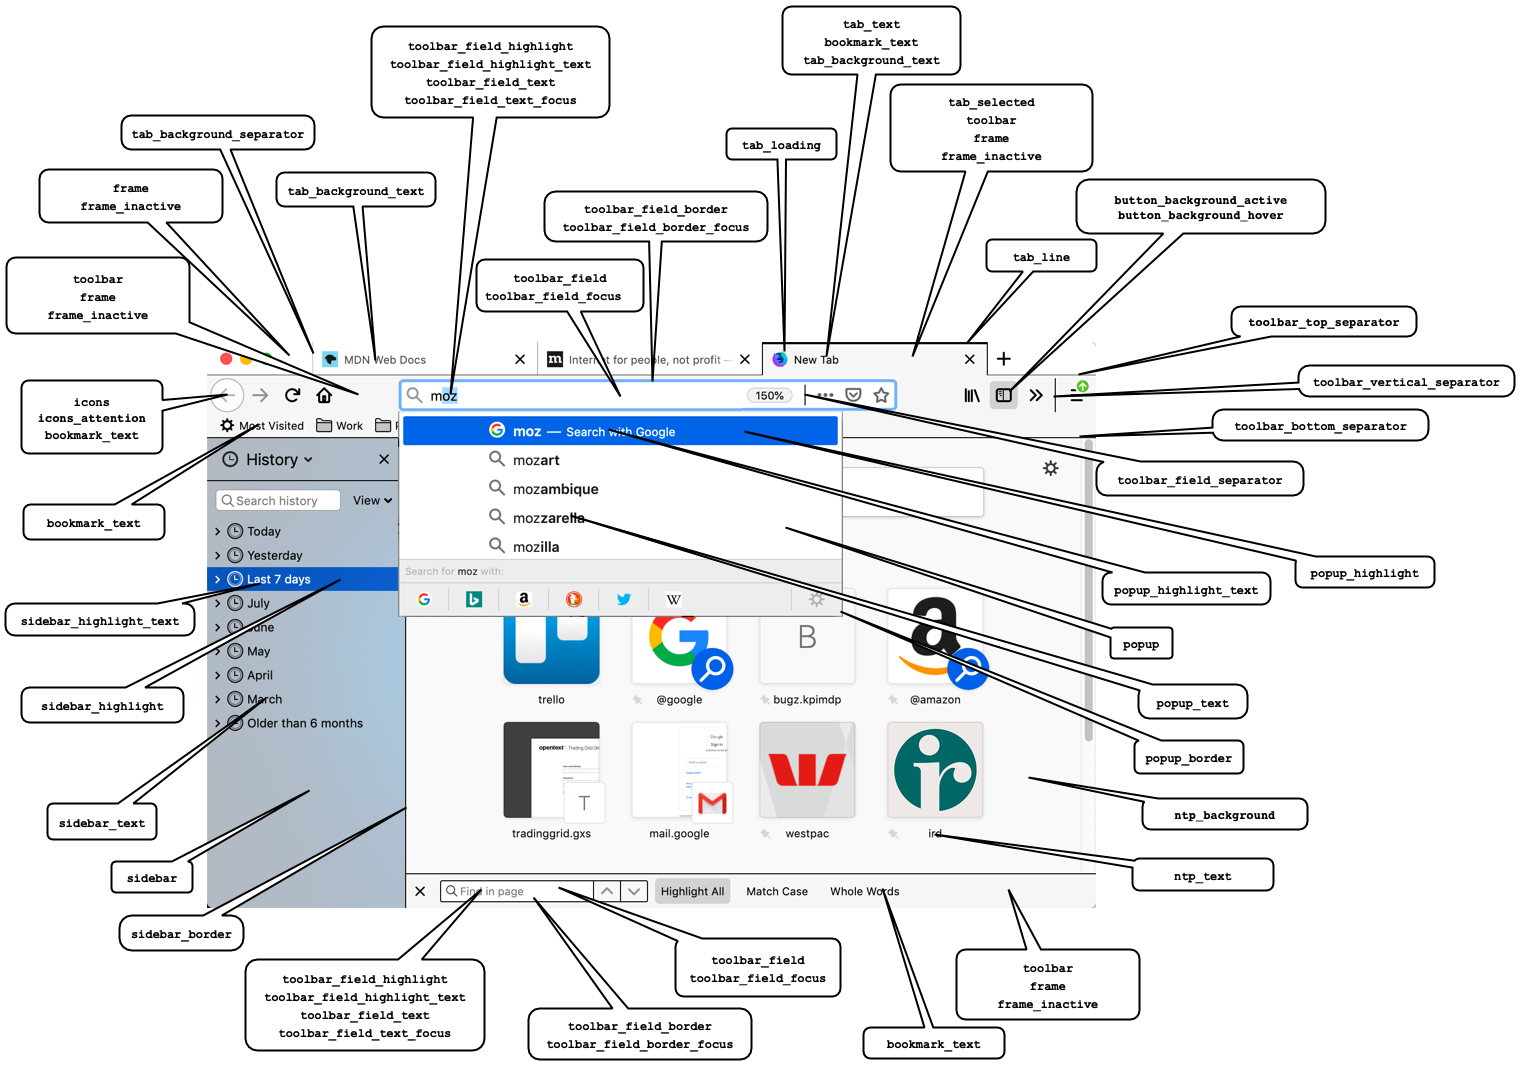 tab_text
bookmark_text
tab_background_text
toolbar_field_highlight
toolbar_field_highlight_text
toolbar_field_text
toolbar_field_text_focus
tab_selected
toolbar
frame
frame_inactive
tab_background_separator
tab_loading
frame
frame_inactive
tab_background_text
button_background_active
button_background_hover
toolbar_field_border
toolbar_field_border_focus
tab_line
toolbar
frame
frame_inactive
toolbar_field
toolbar_field_focus
toolbar_top_separator
MDN Web Docs
Internet for people, not profit —
New Tab
toolbar_vertical_separator
moz
150%
icons
icons_attention
bookmark_text
Most Visited
Work
toolbar_bottom_separator
moz — Search with Google
History
mozart
toolbar_field_separator
mozambique
Search history
View
bookmark_text
mozzarella
Today
mozilla
Yesterday
Search for moz with:
popup_highlight
Last 7 days
popup_highlight_text
W
July
sidebar_highlight_text
June
B
popup
May
April
trello
@google
bugz.kpimdp
@amazon
popup_text
sidebar_highlight
March
Older than 6 months
popup_border
opentext
Google
Sign in
T
M
ir
ntp_background
sidebar_text
tradinggrid.gxs
mail.google
westpac
ird
ntp_text
sidebar
Find in page
Highlight All
Match Case
Whole Words
sidebar_border
toolbar_field
toolbar_field_focus
toolbar
frame
frame_inactive
toolbar_field_highlight
toolbar_field_highlight_text
toolbar_field_text
toolbar_field_text_focus
toolbar_field_border
toolbar_field_border_focus
bookmark_text